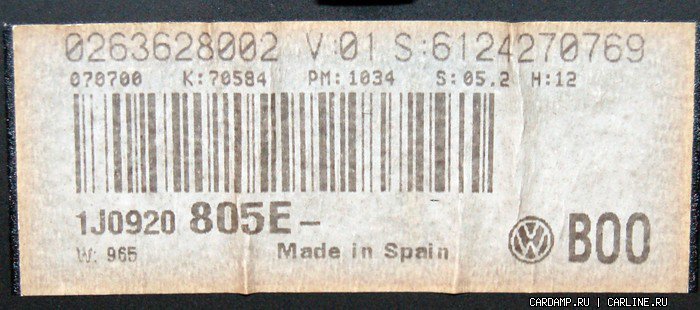 0263628002 V:01 S:6124270769
070700 K:70584 PM:1034 S:05.2 H:12
1J0920 805E-
W: 965 Made in Spain
VW B00
CARDAMP.RU | CARLINE.RU